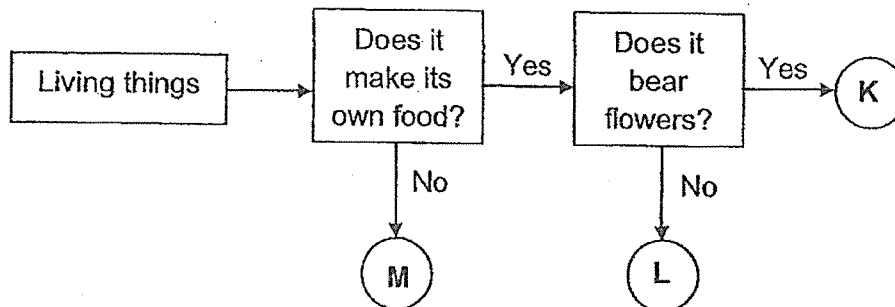 Living things
Does it
make its
own food?
Yes
Does it
bear
flowers?
Yes
K
No
No
M
L